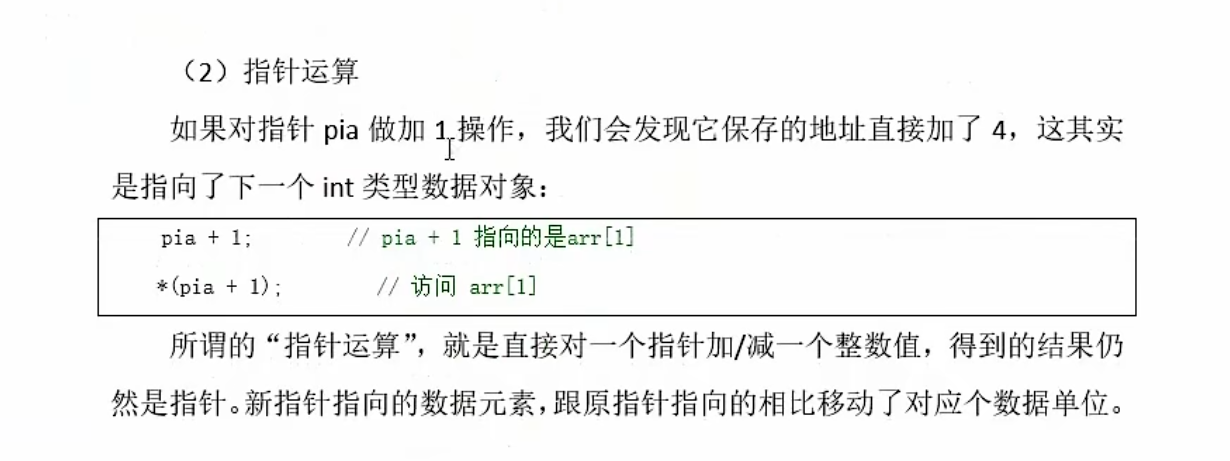 （2）指针运算
如果对指针 pia 做加 1 操作，我们会发现它保存的地址直接加了 4，这其实
是指向了下一个 int 类型数据对象：
pia + 1; // pia + 1 指向的是arr[1]
*(pia + 1); // 访问 arr[1]
所谓的“指针运算”，就是直接对一个指针加/减一个整数值，得到的结果仍
然是指针。新指针指向的数据元素，跟原指针指向的相比移动了对应个数据单位。